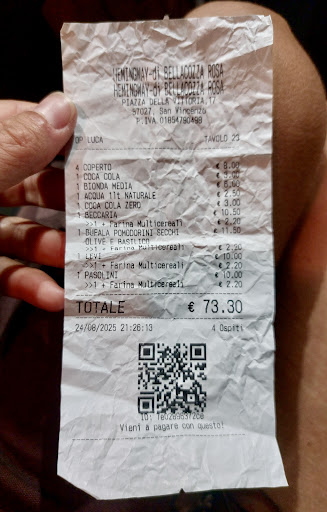 HEMINGWAY-di BELLACOZZA ROSA
HEMINGWAY-di BELLACOZZA ROSA
PIAZZA DELLA VITTORIA,17
57027, San Vincenzo
P.IVA 01854790499
OP. LUCA TAVOLO 23
4 COPERTO € 8.00
1 COCA COLA €
1 BIONDA MEDIA € 6.00
1 ACQUA 1lt NATURALE € 2.50
1 COCA COLA ZERO € 3.00
1 BECCARIA € 10.50
>>1 + Farina Multicereali € 2.20
1 BUFALA POMODORINI SECCHI € 11.50
OLIVE E BASILICO
>>1 + Farina Multicereali € 2.20
1 LEVI € 10.00
>>1 + Farina Multicereali € 2.20
1 PASOLINI € 10.00
>>1 + Farina Multicereali € 2.20
TOTALE € 73.30
24/08/2025 21:26:13 4 Ospiti
ID:
Vieni a pagare con questo!